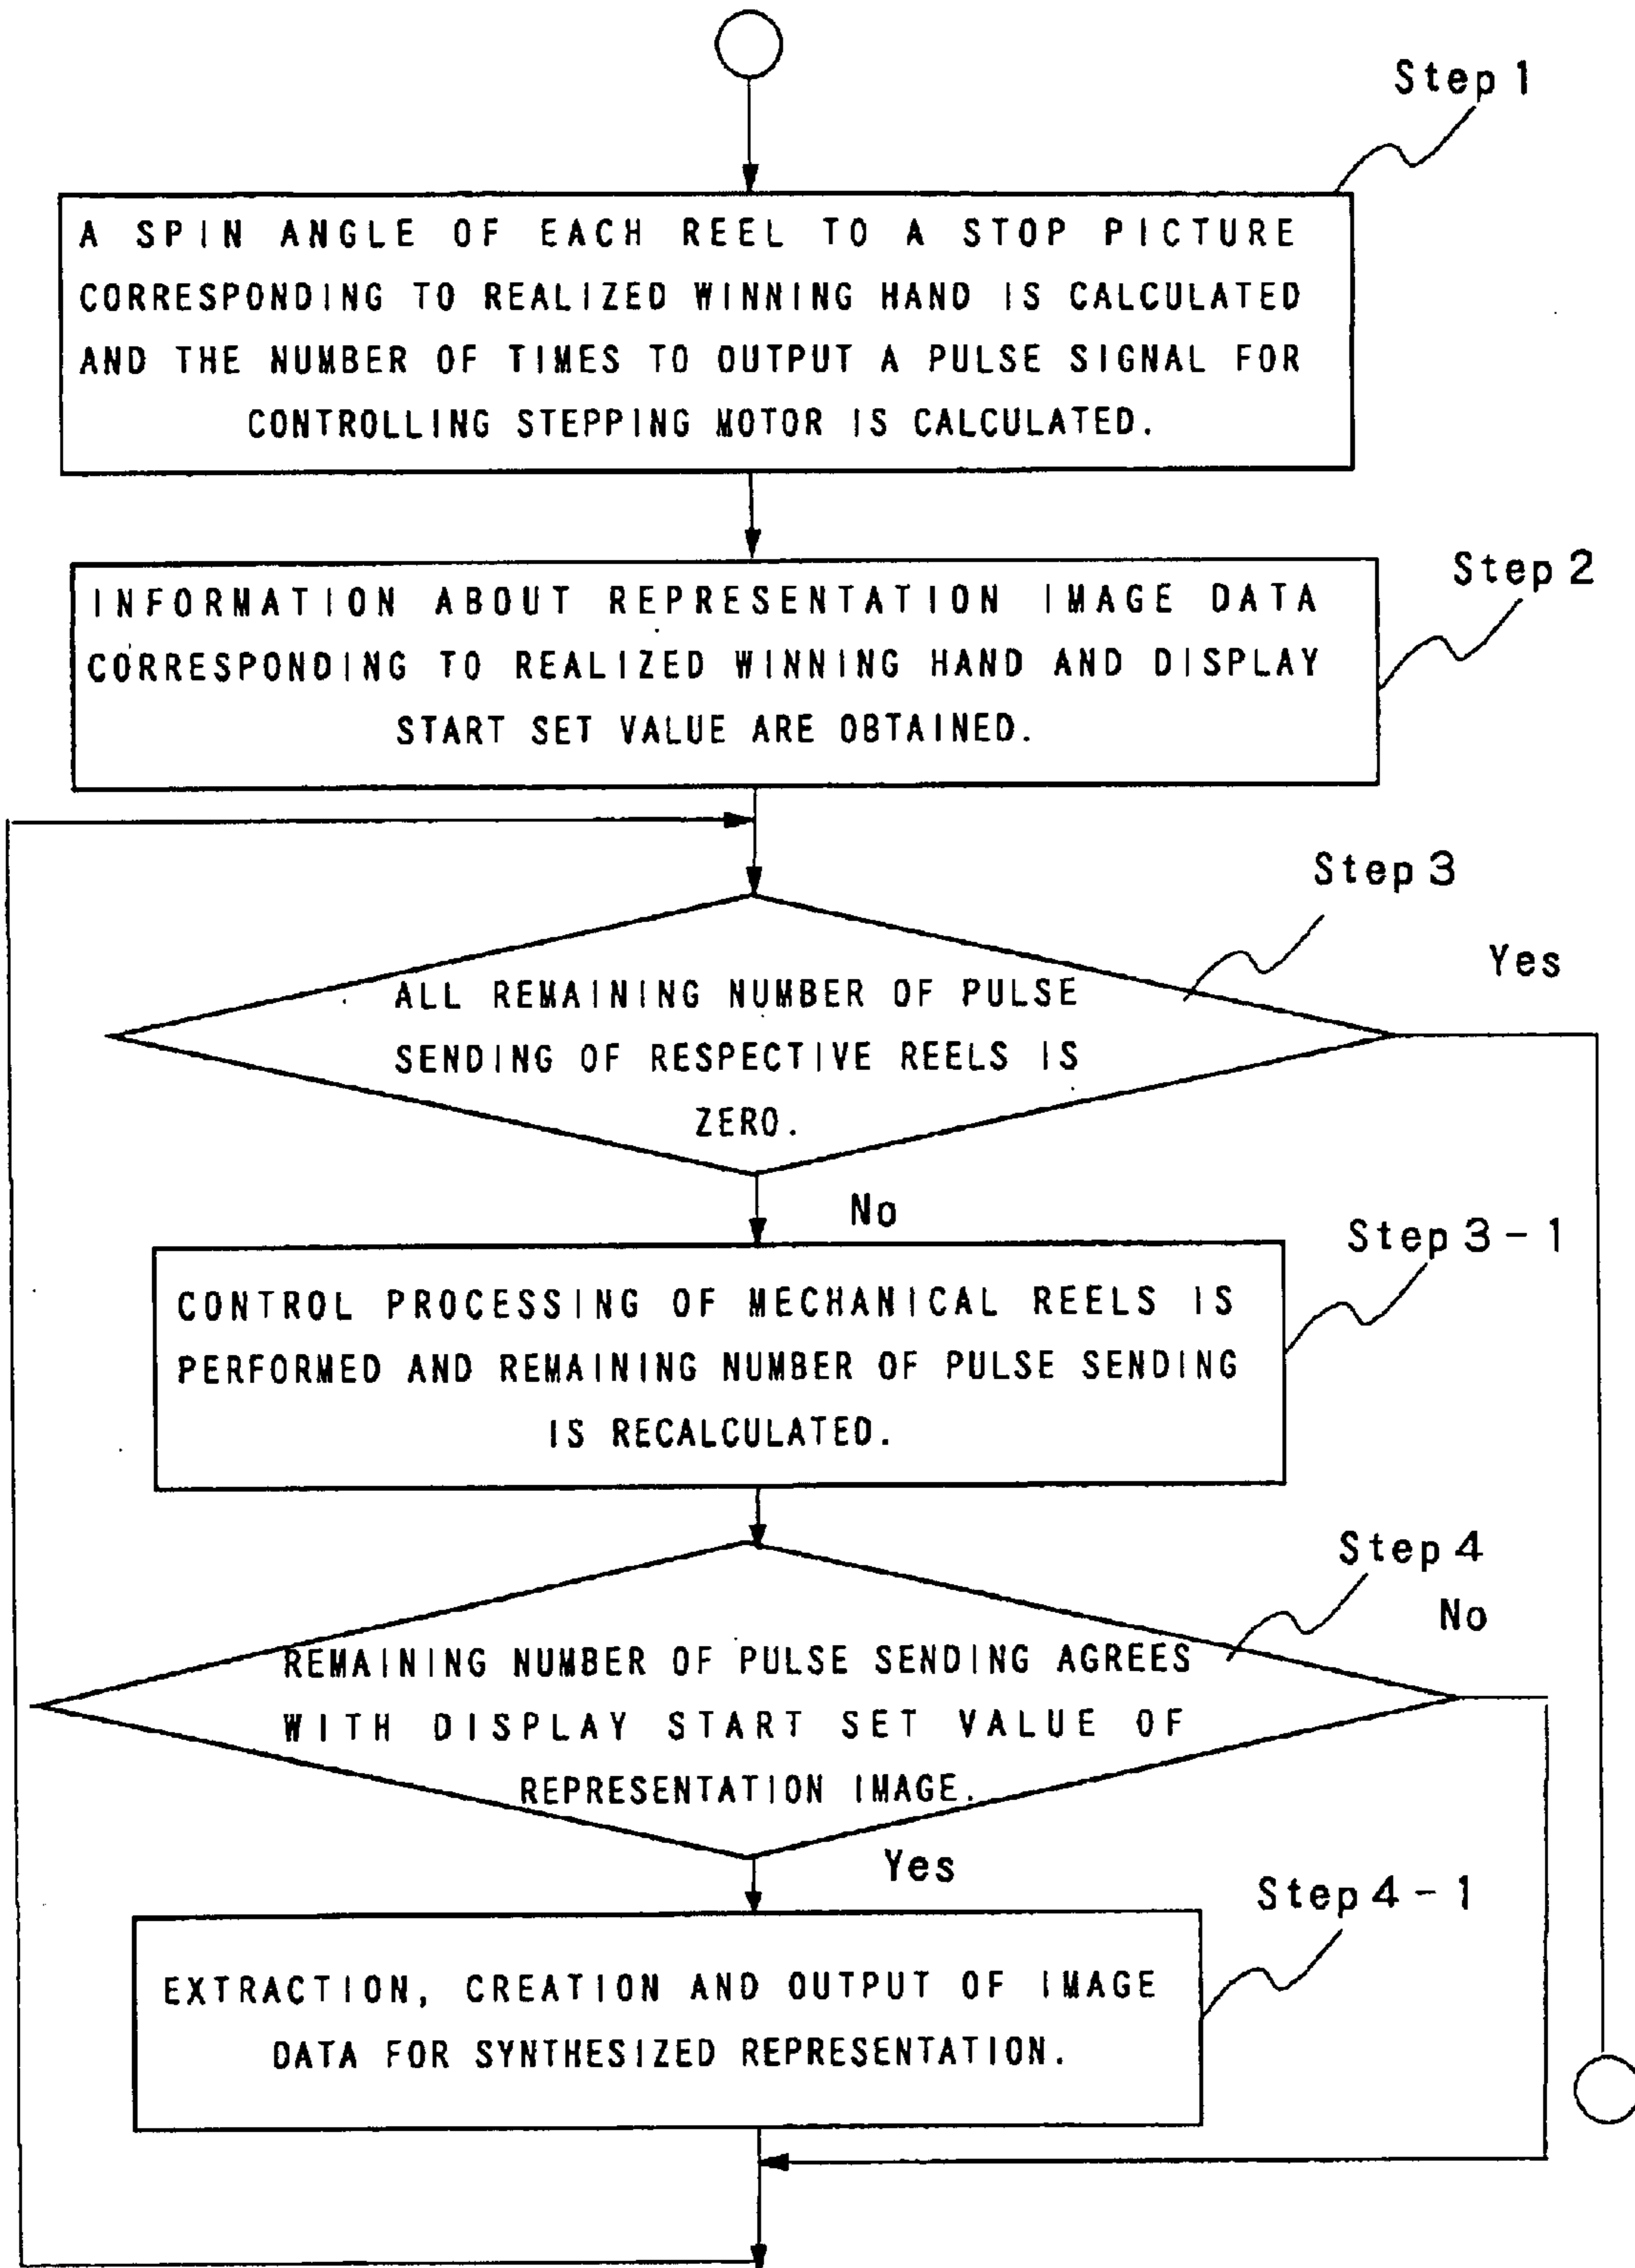 Step 1
A SPIN ANGLE OF EACH REEL TO A STOP PICTURE
CORRESPONDING TO REALIZED WINNING HAND IS CALCULATED
AND THE NUMBER OF TIMES TO OUTPUT A PULSE SIGNAL FOR
CONTROLLING STEPPING MOTOR IS CALCULATED.
Step 2
INFORMATION ABOUT REPRESENTATION IMAGE DATA
CORRESPONDING TO REALIZED WINNING HAND AND DISPLAY
START SET VALUE ARE OBTAINED.
Step 3
Yes
ALL REMAINING NUMBER OF PULSE
SENDING OF RESPECTIVE REELS IS
ZERO.
No
Step 3-1
CONTROL PROCESSING OF MECHANICAL REELS IS
PERFORMED AND REMAINING NUMBER OF PULSE SENDING
IS RECALCULATED.
Step 4
No
REMAINING NUMBER OF PULSE SENDING AGREES
WITH DISPLAY START SET VALUE OF
REPRESENTATION IMAGE.
Yes
Step 4-1
EXTRACTION, CREATION AND OUTPUT OF IMAGE
DATA FOR SYNTHESIZED REPRESENTATION.